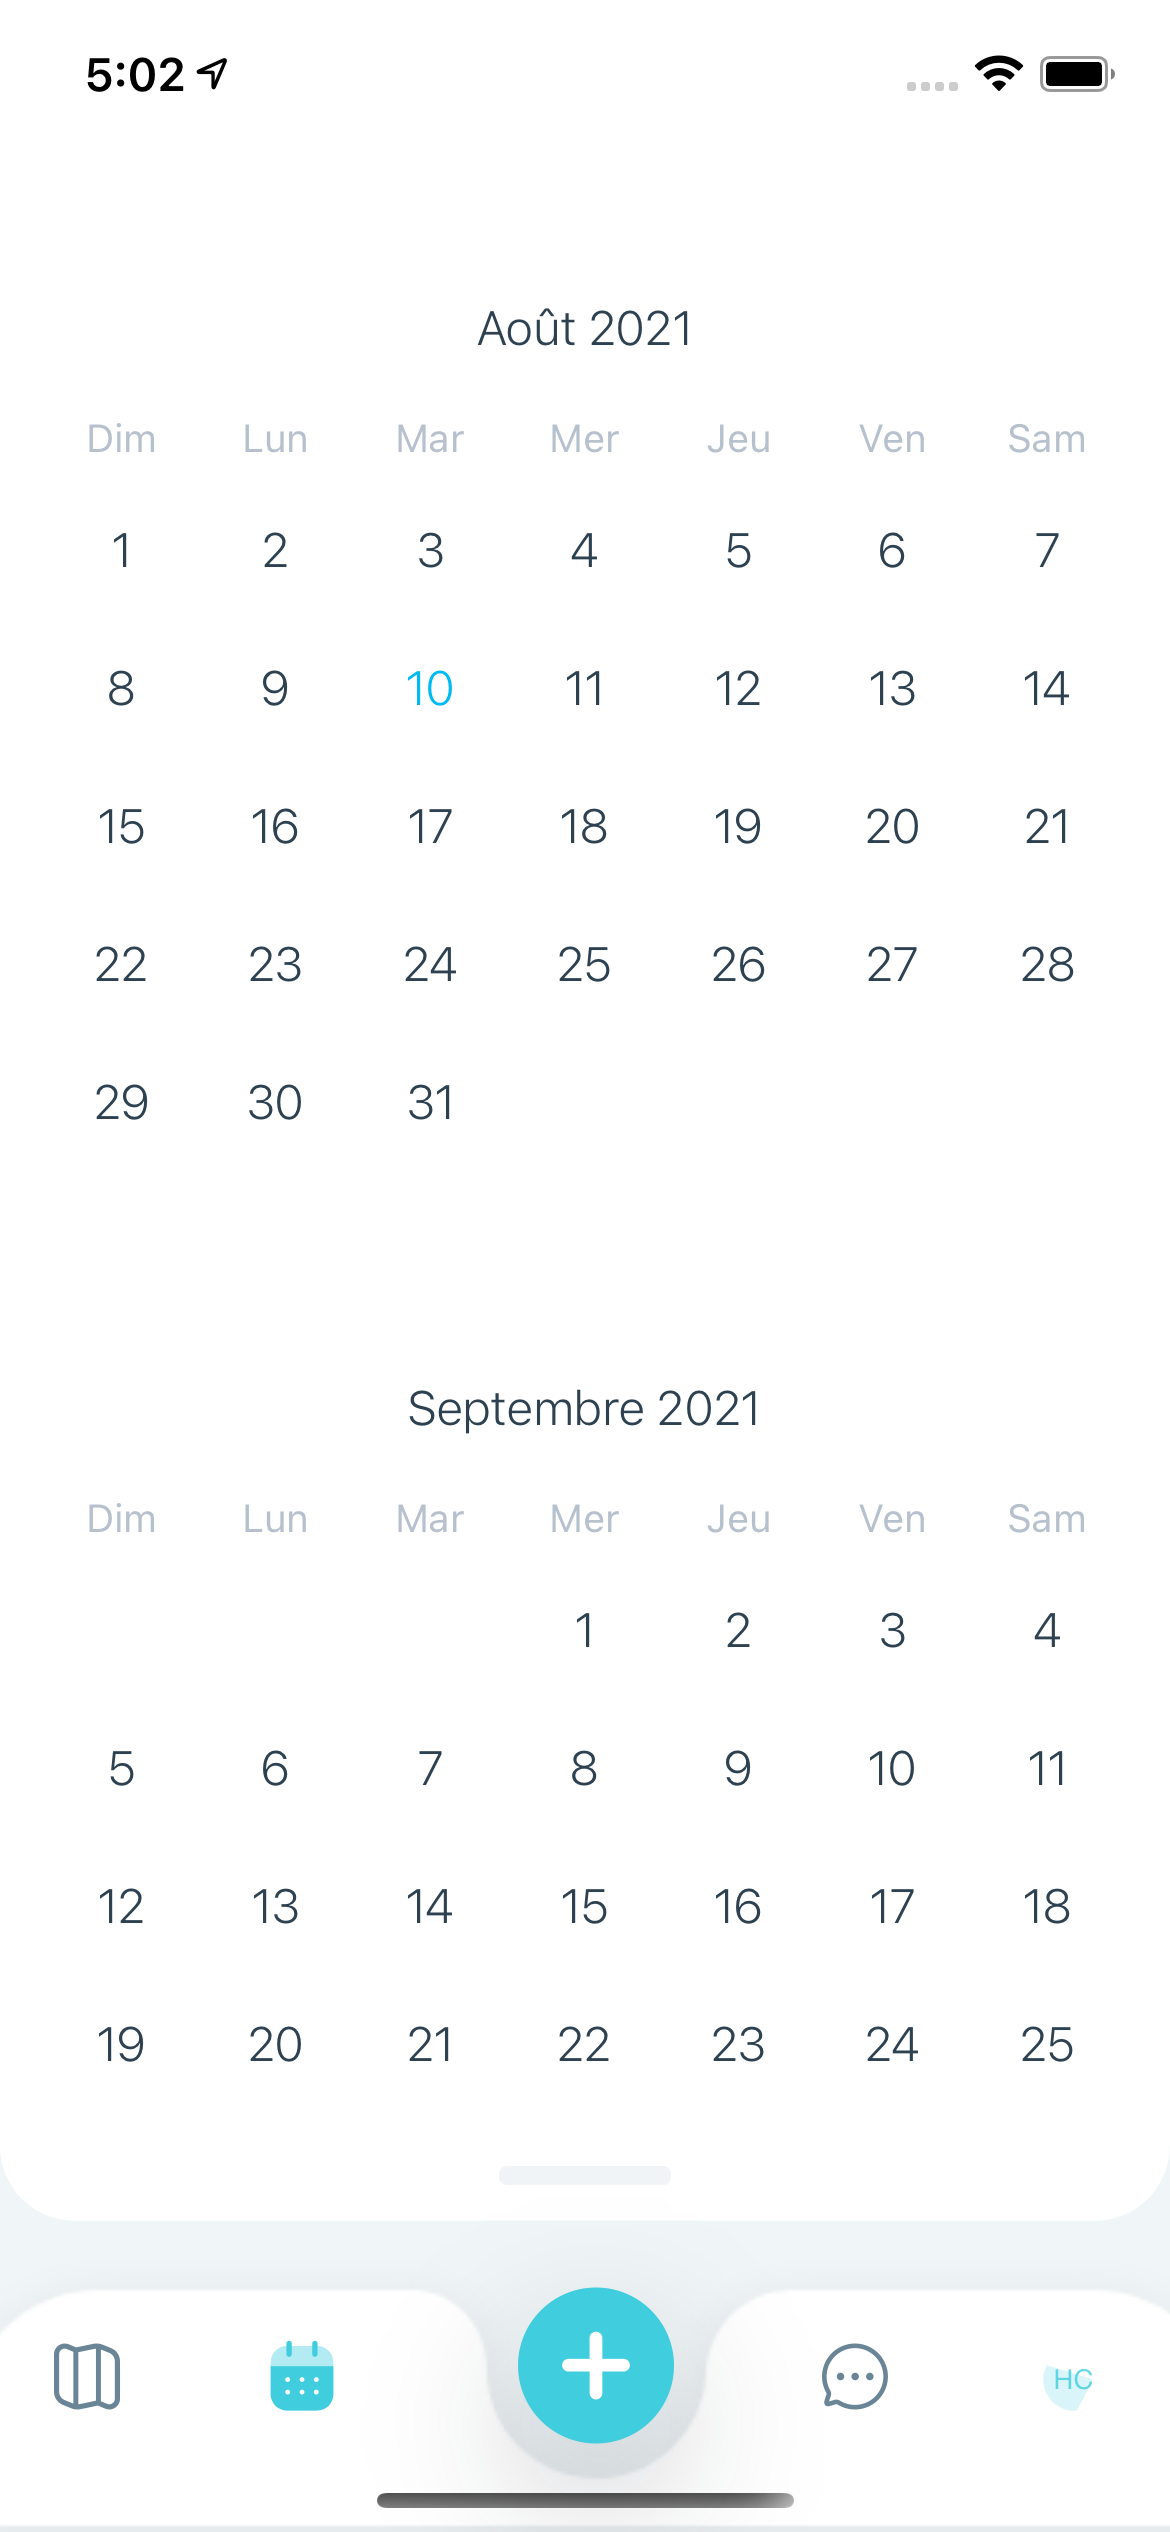 5:02
Août 2021
Dim Lun Mar Mer Jeu Ven Sam
1 2 3 4 5 6 7
8 9 10 11 12 13 14
15 16 17 18 19 20 21
22 23 24 25 26 27 28
29 30 31
Septembre 2021
Dim Lun Mar Mer Jeu Ven Sam
1 2 3 4
5 6 7 8 9 10 11
12 13 14 15 16 17 18
19 20 21 22 23 24 25
HC